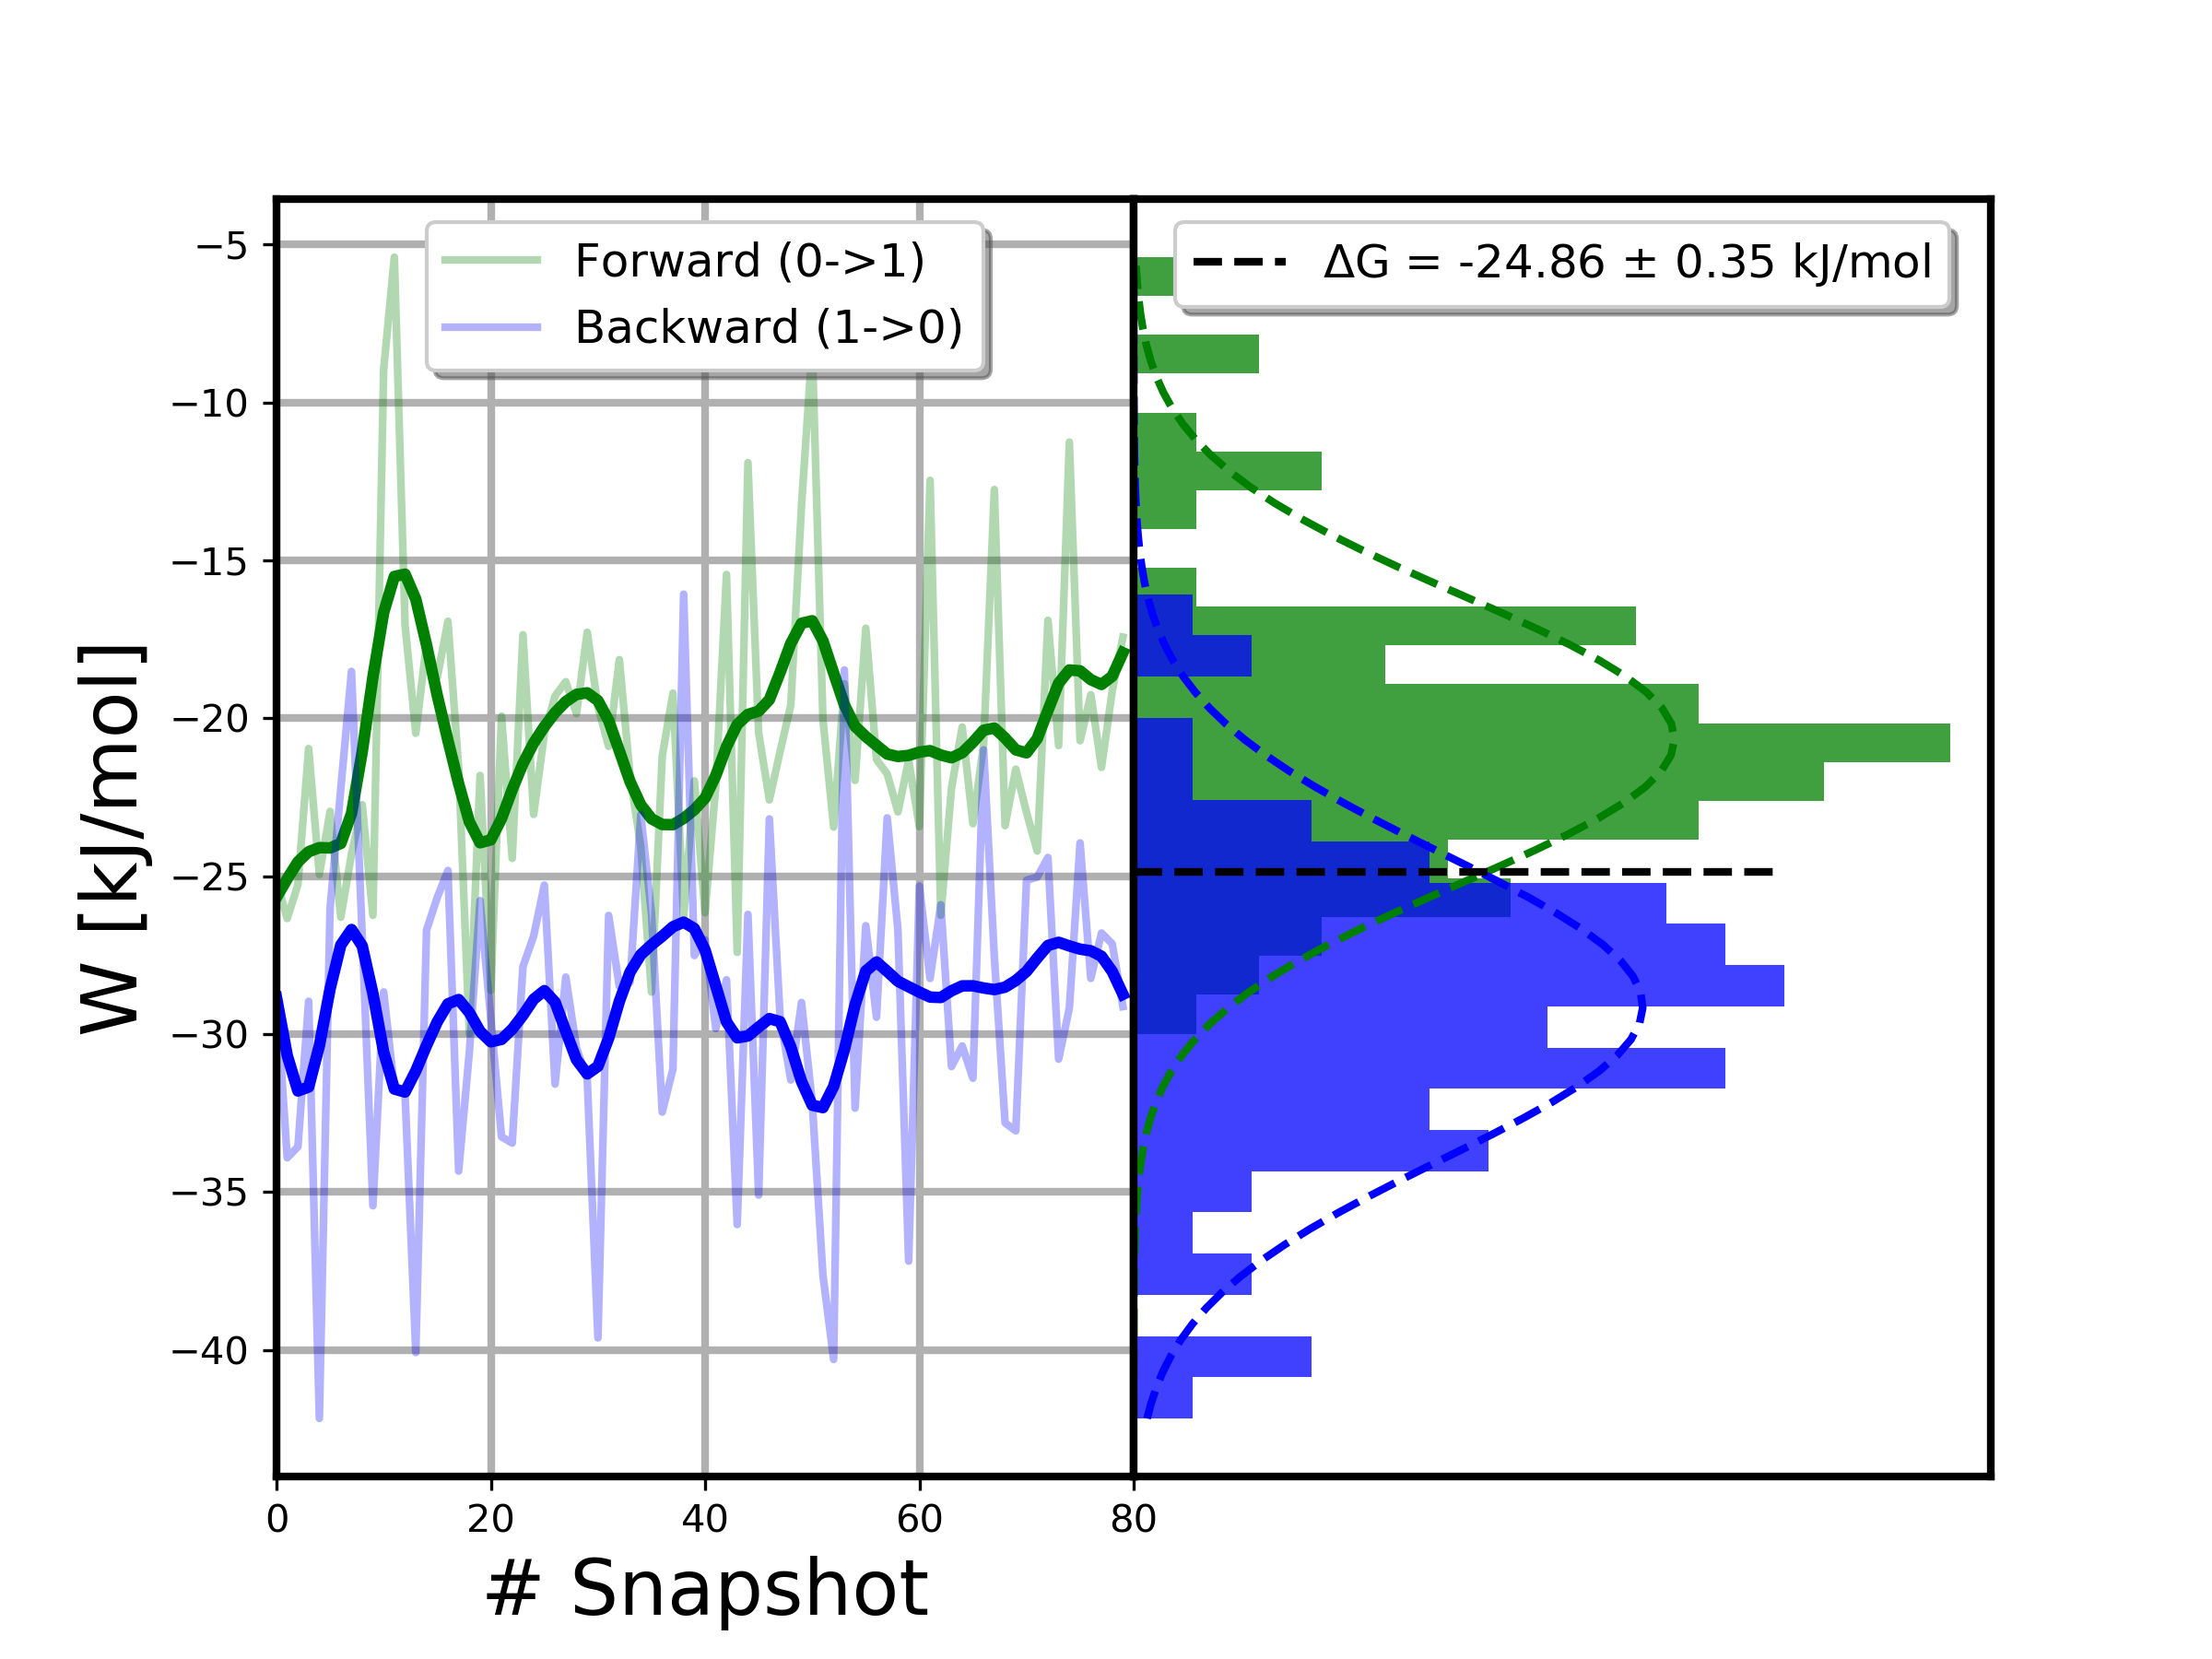 Forward (0->1)
Backward (1->0)
ΔG = -24.86 ± 0.35 kJ/mol
W [kJ/mol]
−5
−10
−15
−20
−25
−30
−35
−40
0 20 40 60 80
# Snapshot